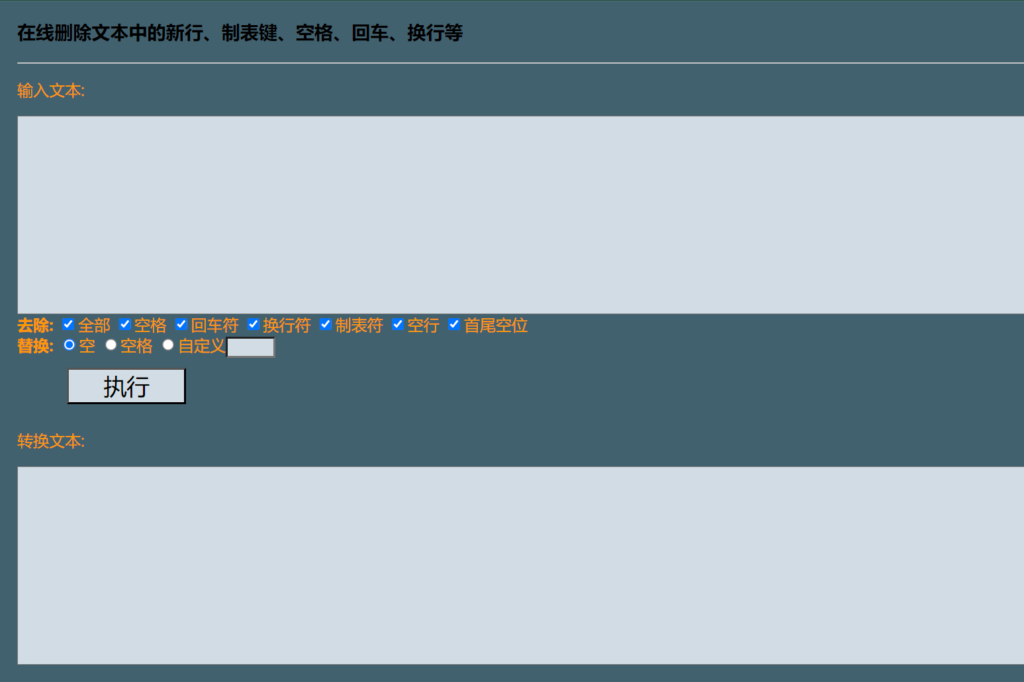 在线删除文本中的新行、制表键、空格、回车、换行等
输入文本:
去除: 全部 空格 回车符 换行符 制表符 空行 首尾空位
替换: 空 空格 自定义
执行
转换文本: